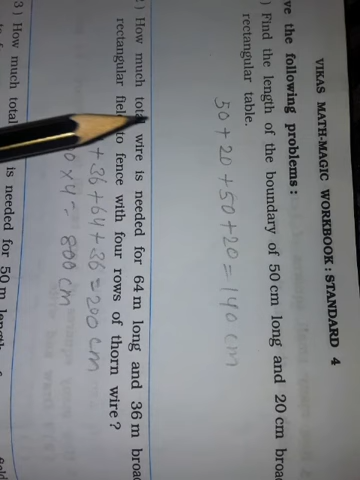 VIKAS MATH-MAGIC WORKBOOK : STANDARD 4
ve the following problems :
) Find the length of the boundary of 50 cm long and 20 cm broa
rectangular table.
50 + 20 + 50 + 20 = 140 cm
) How much total wire is needed for 64 m long and 36 m broa
rectangular to fence with four rows of thorn wire ?
+ 36 + 64 + 36 = 200 cm
0 x 4 = 800 cm
3) How much total is needed for 50 m